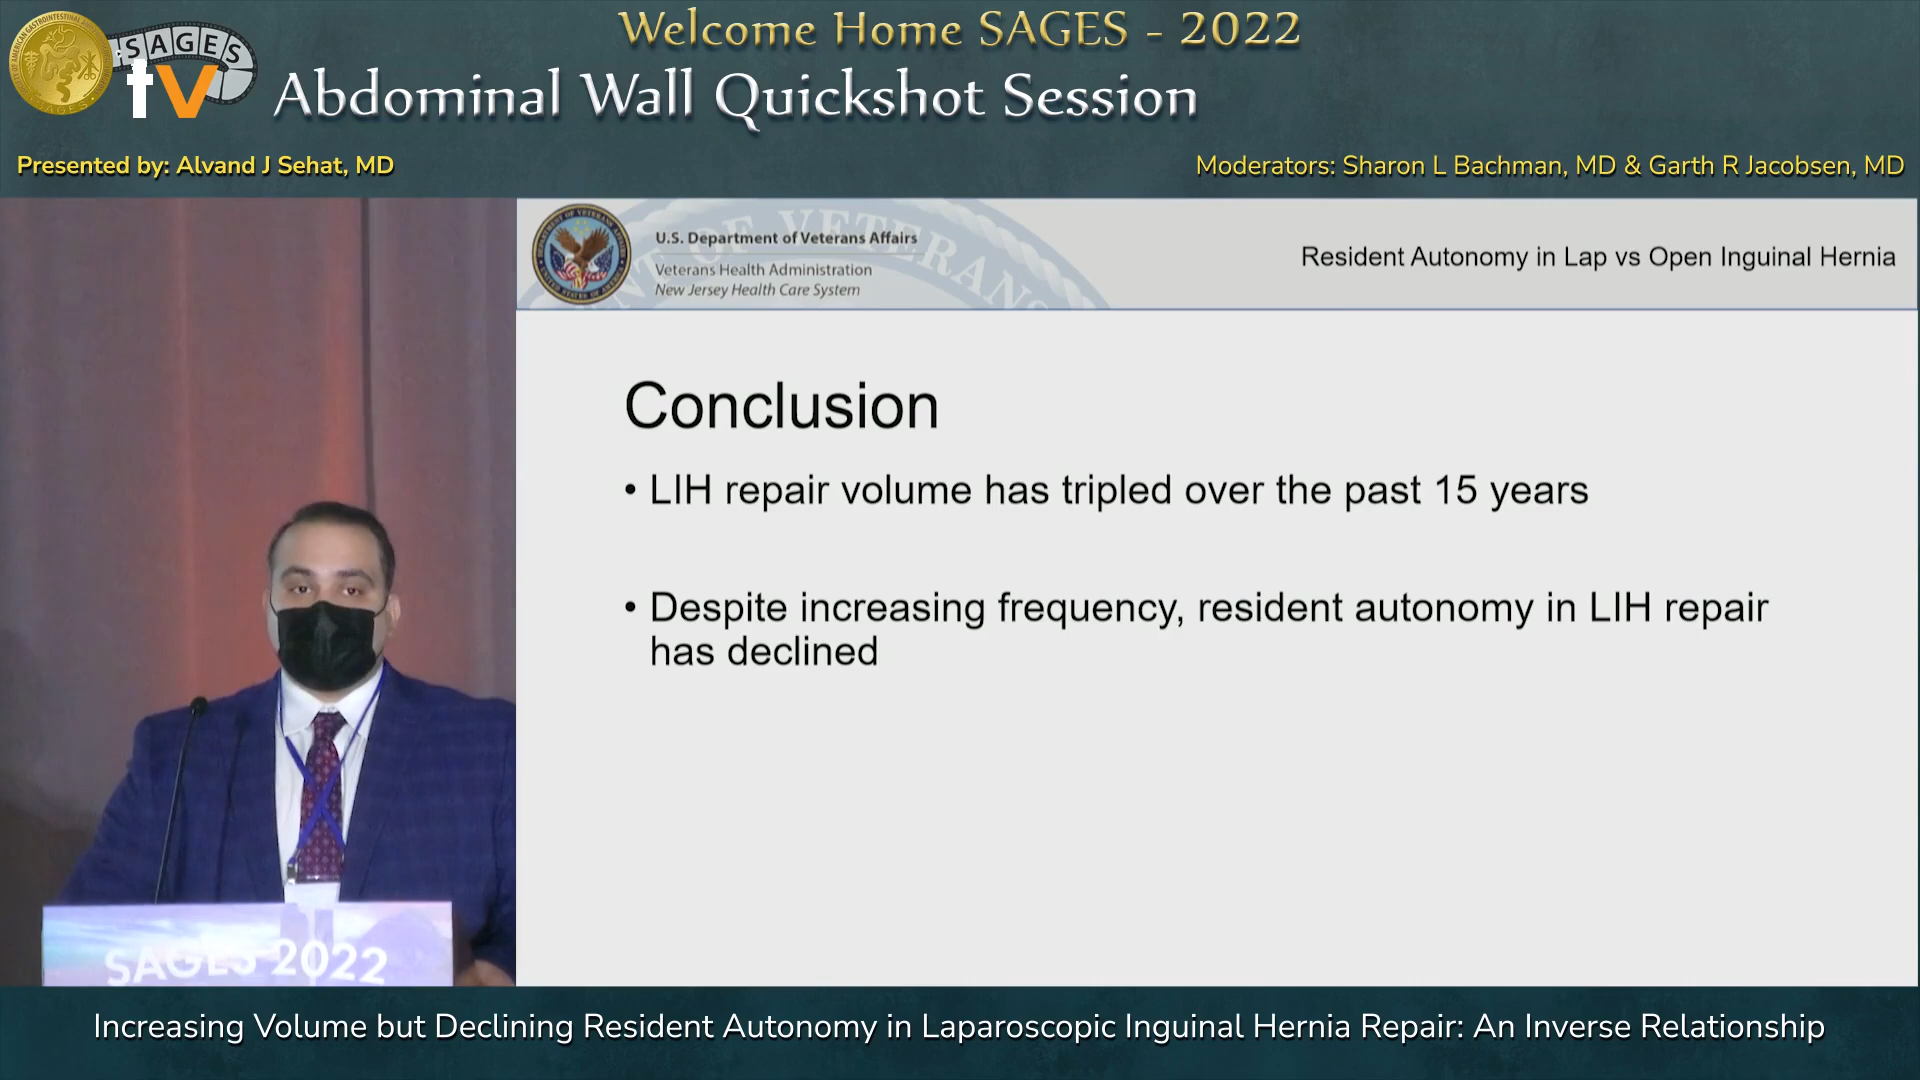 Welcome Home SAGES - 2022
SAGES
tv
Abdominal Wall Quickshot Session
Presented by: Alvand J Sehat, MD
Moderators: Sharon L Bachman, MD & Garth R Jacobsen, MD
U.S. Department of Veterans Affairs
Veterans Health Administration
New Jersey Health Care System
Resident Autonomy in Lap vs Open Inguinal Hernia
Conclusion
• LIH repair volume has tripled over the past 15 years
• Despite increasing frequency, resident autonomy in LIH repair
has declined
SAGES 2022
Increasing Volume but Declining Resident Autonomy in Laparoscopic Inguinal Hernia Repair: An Inverse Relationship